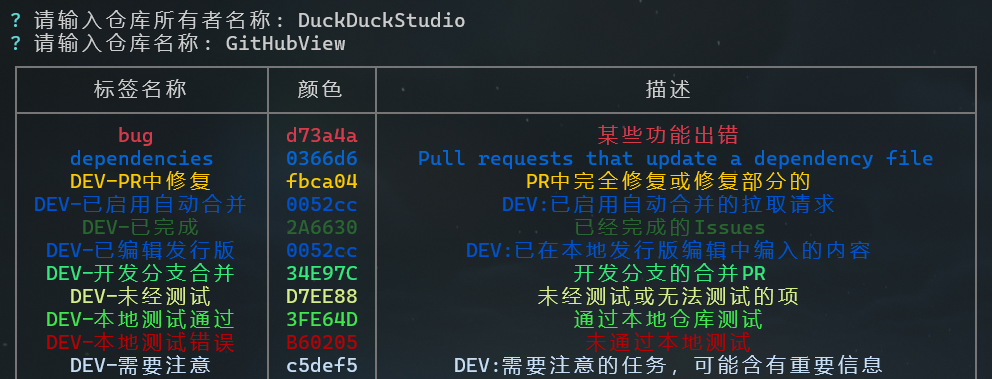 ? 请输入仓库所有者名称: DuckDuckStudio
? 请输入仓库名称: GitHubView
标签名称 颜色 描述
bug d73a4a 某些功能出错
dependencies 0366d6 Pull requests that update a dependency file
DEV-PR中修复 fbca04 PR中完全修复或修复部分的
DEV-已启用自动合并 0052cc DEV:已启用自动合并的拉取请求
DEV-已完成 2A6630 已经完成的Issues
DEV-已编辑发行版 0052cc DEV:已在本地发行版编辑中编入的内容
DEV-开发分支合并 34E97C 开发分支的合并PR
DEV-未经测试 D7EE88 未经测试或无法测试的项
DEV-本地测试通过 3FE64D 通过本地仓库测试
DEV-本地测试错误 B60205 未通过本地测试
DEV-需要注意 c5def5 DEV:需要注意的任务，可能含有重要信息